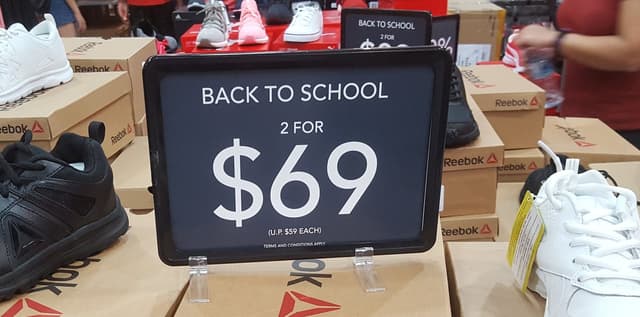 BACK TO SCHOOL
2 FOR
$69
(U.P. $59 EACH)
TERMS AND CONDITIONS APPLY
BACK TO SCHOOL
2 FOR
Reebok
Reebok
Reebok
Reebok
Reebok
Reebok